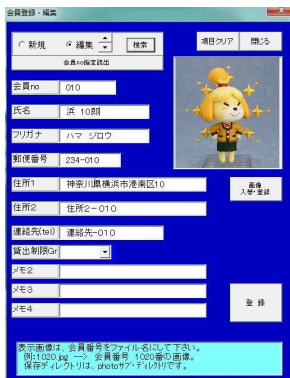 会員登録・編集
新規 編集 検索
会員no指定読出
項目クリア 閉じる
会員no 010
氏名 浜 10郎
フリガナ ハマ ジロウ
郵便番号 234-010
住所1 神奈川県横浜市港南区10
住所2 住所2-010
連絡先(tel) 連絡先-010
貸出制限Gr
メモ2
メモ3
メモ4
画像
入替・登録
登 録
表示画像は、会員番号をファイル名にして下さい。
例:1020.jpg --> 会員番号 1020番の画像。
保存ディレクトリは、photoサブ・ディレクトリです。